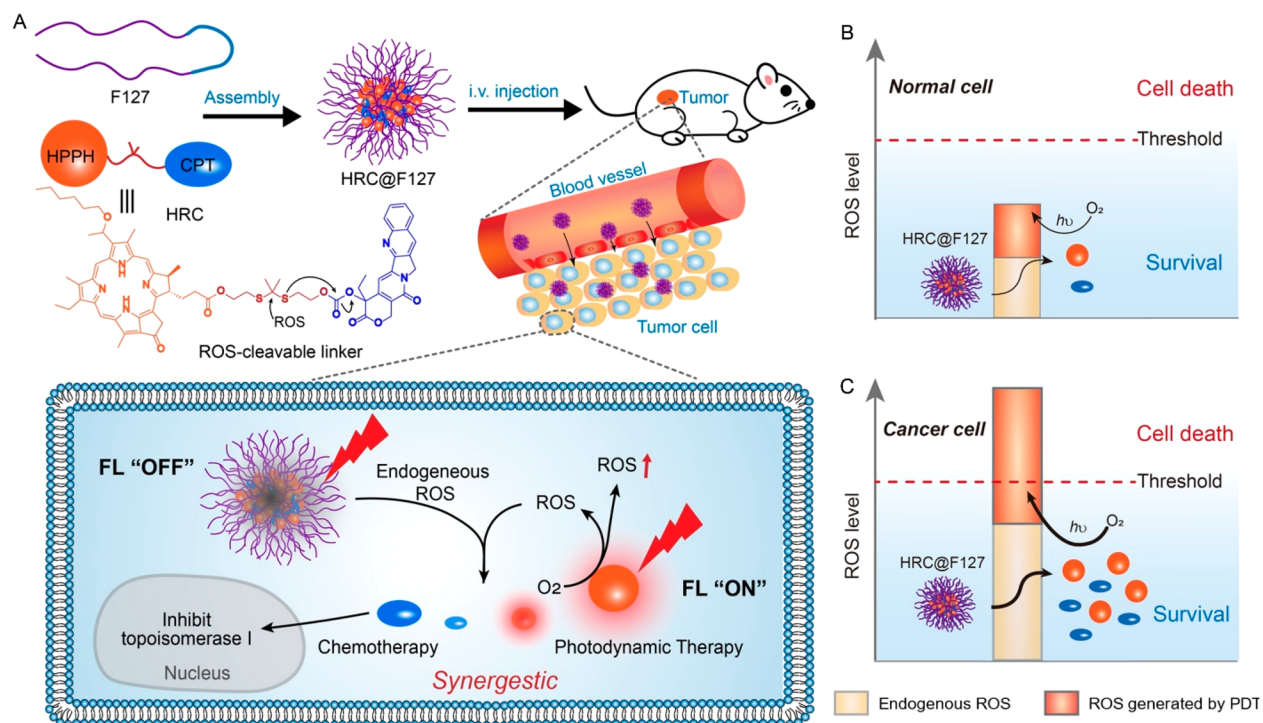 A
F127
Assembly
HRC@F127
i.v. injection
Tumor
HPPH
CPT
HRC
O
N
NH
N
N
HN
O
O
O
S
S
ROS
O
O
O
O
O
O
N
N
O
ROS-cleavable linker
Blood vessel
Tumor cell
FL “OFF”
Endogeneous
ROS
ROS
ROS
O₂
FL “ON”
Inhibit
topoisomerase I
Nucleus
Chemotherapy
Photodynamic Therapy
Synergestic
B
ROS level
Normal cell
Cell death
Threshold
HRC@F127
hυ
O₂
Survival
C
ROS level
Cancer cell
Cell death
Threshold
HRC@F127
hυ
O₂
Survival
Endogenous ROS
ROS generated by PDT